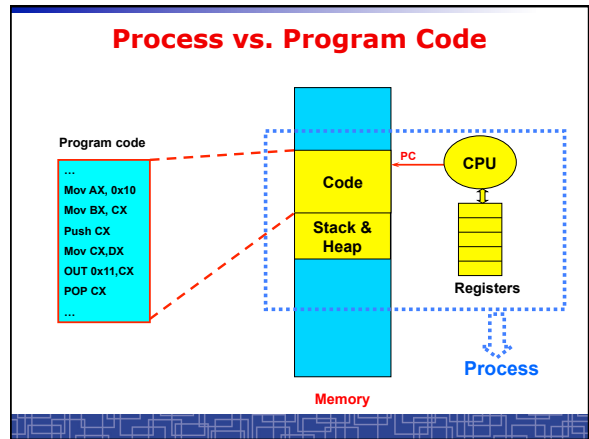 Process vs. Program Code
Program code
...
Mov AX, 0x10
Mov BX, CX
Push CX
Mov CX,DX
OUT 0x11,CX
POP CX
...
Code
Stack &
Heap
Memory
PC
CPU
Registers
Process